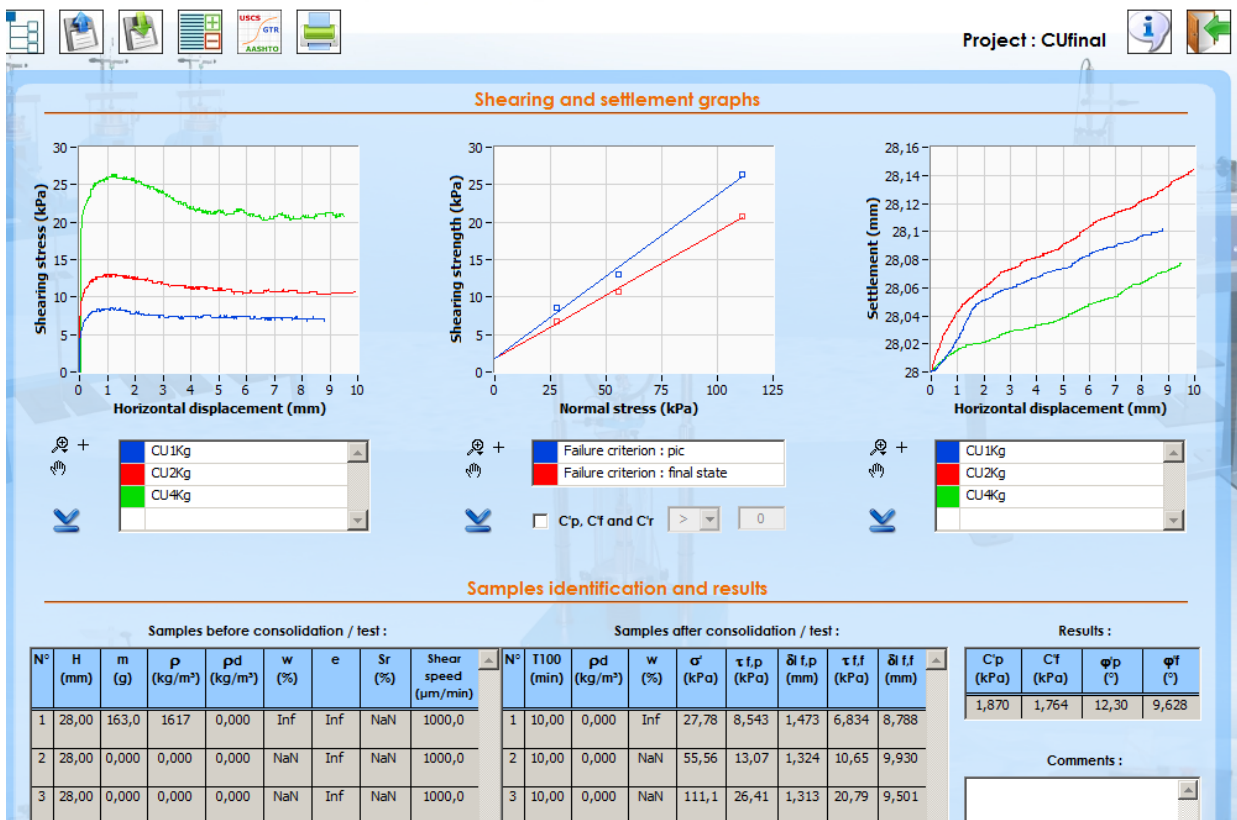 USCS
GTR
AASHTO
Project : CUfinal
Shearing and settlement graphs
Shearing stress (kPa)
30
25
20
15
10
5
0
0 1 2 3 4 5 6 7 8 9 10
Horizontal displacement (mm)
Shearing strength (kPa)
30
25
20
15
10
5
0
0 25 50 75 100 125
Normal stress (kPa)
Settlement (mm)
28,16
28,14
28,12
28,1
28,08
28,06
28,04
28,02
28
0 1 2 3 4 5 6 7 8 9 10
Horizontal displacement (mm)
CU1Kg
CU2Kg
CU4Kg
Failure criterion : pic
Failure criterion : final state
C'p, C'f and C'r > 0
CU1Kg
CU2Kg
CU4Kg
Samples identification and results
Samples before consolidation / test :
N° H (mm) m (g) ρ (kg/m³) ρd (kg/m³) w (%) e Sr (%) Shear speed (µm/min)
1 28,00 163,0 1617 0,000 Inf Inf NaN 1000,0
2 28,00 0,000 0,000 0,000 NaN Inf NaN 1000,0
3 28,00 0,000 0,000 0,000 NaN Inf NaN 1000,0
Samples after consolidation / test :
N° T100 (min) ρd (kg/m³) w (%) σ' (kPa) τ f,p (kPa) δl f,p (mm) τ f,f (kPa) δl f,f (mm)
1 10,00 0,000 Inf 27,78 8,543 1,473 6,834 8,788
2 10,00 0,000 NaN 55,56 13,07 1,324 10,65 9,930
3 10,00 0,000 NaN 111,1 26,41 1,313 20,79 9,501
Results :
C'p (kPa) C'f (kPa) φ'p (°) φ'f (°)
1,870 1,764 12,30 9,628
Comments :